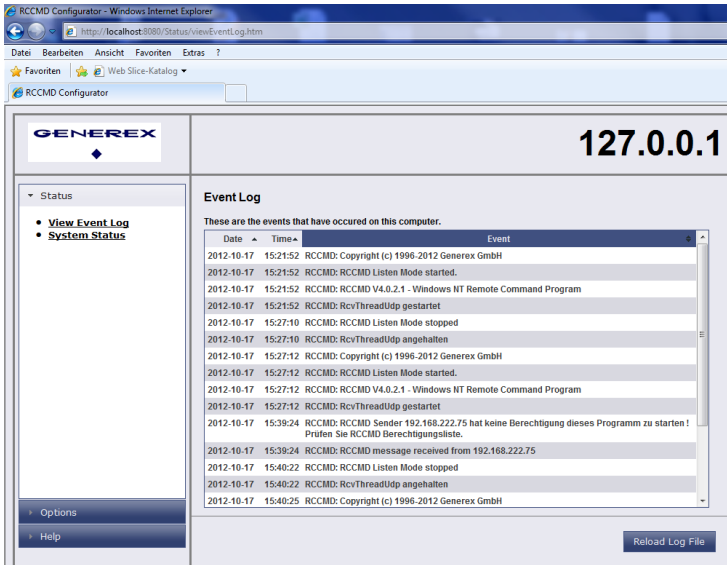 RCCMD Configurator - Windows Internet Explorer
http://localhost:8080/Status/viewEventLog.htm
Datei Bearbeiten Ansicht Favoriten Extras ?
Favoriten Web Slice-Katalog
RCCMD Configurator
GENEREX
127.0.0.1
Status
View Event Log
System Status
Options
Help
Event Log
These are the events that have occured on this computer.
Date Time Event
2012-10-17 15:21:52 RCCMD: Copyright (c) 1996-2012 Generex GmbH
2012-10-17 15:21:52 RCCMD: RCCMD Listen Mode started.
2012-10-17 15:21:52 RCCMD: RCCMD V4.0.2.1 - Windows NT Remote Command Program
2012-10-17 15:21:52 RCCMD: RcvThreadUdp gestartet
2012-10-17 15:27:10 RCCMD: RCCMD Listen Mode stopped
2012-10-17 15:27:10 RCCMD: RcvThreadUdp angehalten
2012-10-17 15:27:12 RCCMD: Copyright (c) 1996-2012 Generex GmbH
2012-10-17 15:27:12 RCCMD: RCCMD Listen Mode started.
2012-10-17 15:27:12 RCCMD: RCCMD V4.0.2.1 - Windows NT Remote Command Program
2012-10-17 15:27:12 RCCMD: RcvThreadUdp gestartet
2012-10-17 15:39:24 RCCMD: RCCMD Sender 192.168.222.75 hat keine Berechtigung dieses Programm zu starten !
Prüfen Sie RCCMD Berechtigungsliste.
2012-10-17 15:39:24 RCCMD: RCCMD message received from 192.168.222.75
2012-10-17 15:40:22 RCCMD: RCCMD Listen Mode stopped
2012-10-17 15:40:22 RCCMD: RcvThreadUdp angehalten
2012-10-17 15:40:25 RCCMD: Copyright (c) 1996-2012 Generex GmbH
Reload Log File